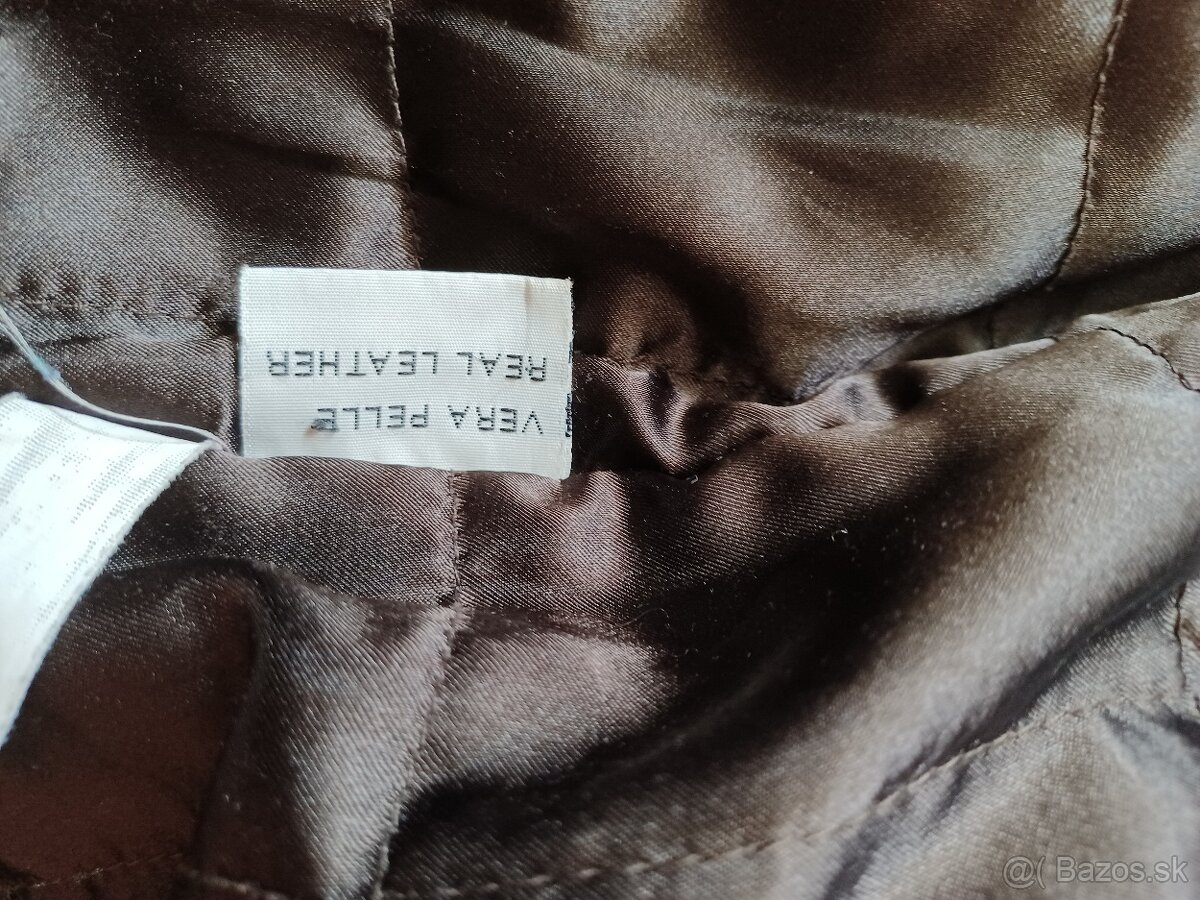 VERA PELLE
REAL LEATHER
@( Bazos.sk